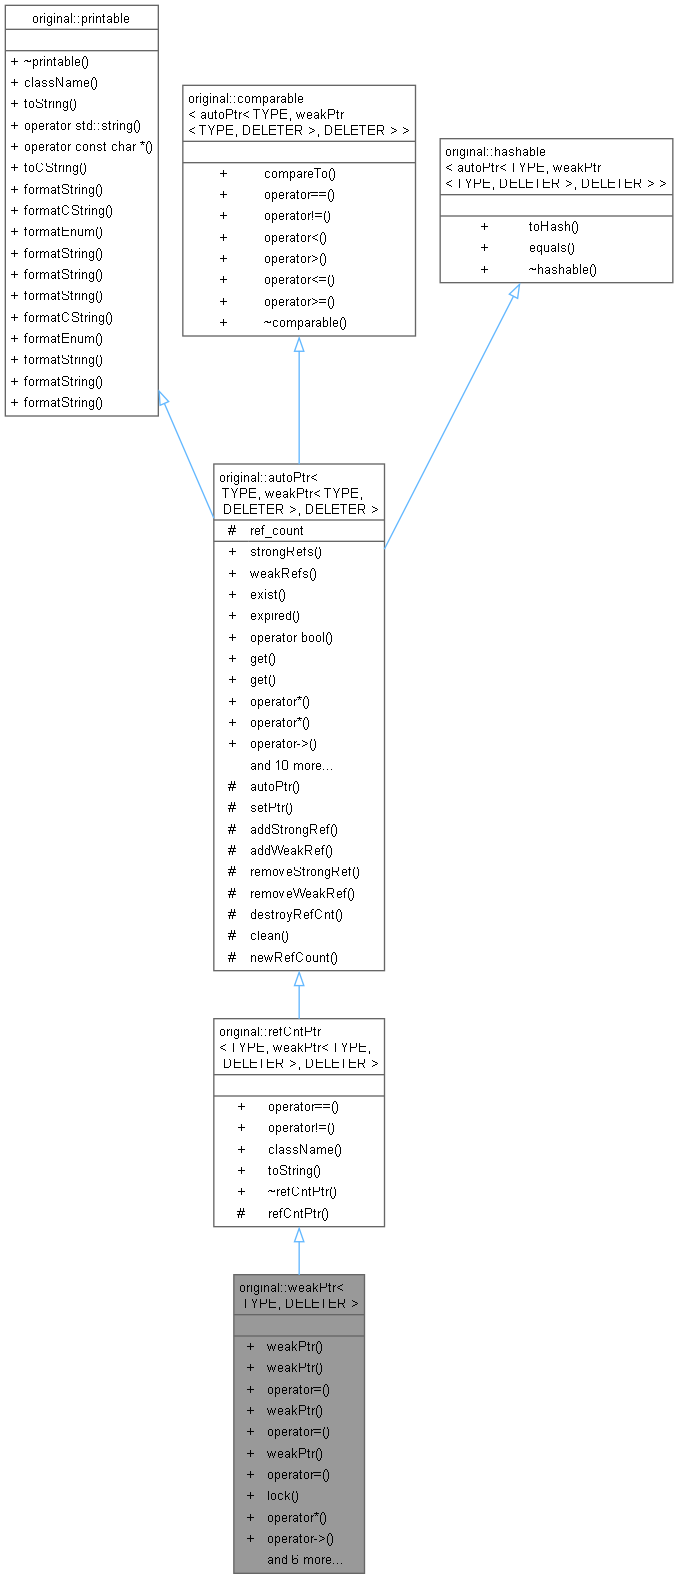 original::printable
+ ~printable()
+ className()
+ toString()
+ operator std::string()
+ operator const char *()
+ toCString()
+ formatString()
+ formatCString()
+ formatEnum()
+ formatString()
+ formatString()
+ formatString()
+ formatCString()
+ formatEnum()
+ formatString()
+ formatString()
+ formatString()
original::comparable
< autoPtr< TYPE, weakPtr
< TYPE, DELETER >, DELETER > >
+ compareTo()
+ operator==()
+ operator!=()
+ operator<()
+ operator>()
+ operator<=()
+ operator>=()
+ ~comparable()
original::hashable
< autoPtr< TYPE, weakPtr
< TYPE, DELETER >, DELETER > >
+ toHash()
+ equals()
+ ~hashable()
original::autoPtr<
TYPE, weakPtr< TYPE,
DELETER >, DELETER >
# ref_count
+ strongRefs()
+ weakRefs()
+ exist()
+ expired()
+ operator bool()
+ get()
+ get()
+ operator*()
+ operator*()
+ operator->()
and 10 more...
# autoPtr()
# setPtr()
# addStrongRef()
# addWeakRef()
# removeStrongRef()
# removeWeakRef()
# destroyRefCnt()
# clean()
# newRefCount()
original::refCntPtr
< TYPE, weakPtr< TYPE,
DELETER >, DELETER >
+ operator==()
+ operator!=()
+ className()
+ toString()
+ ~refCntPtr()
# refCntPtr()
original::weakPtr<
TYPE, DELETER >
+ weakPtr()
+ weakPtr()
+ operator=()
+ weakPtr()
+ operator=()
+ weakPtr()
+ operator=()
+ lock()
+ operator*()
+ operator->()
and 6 more...